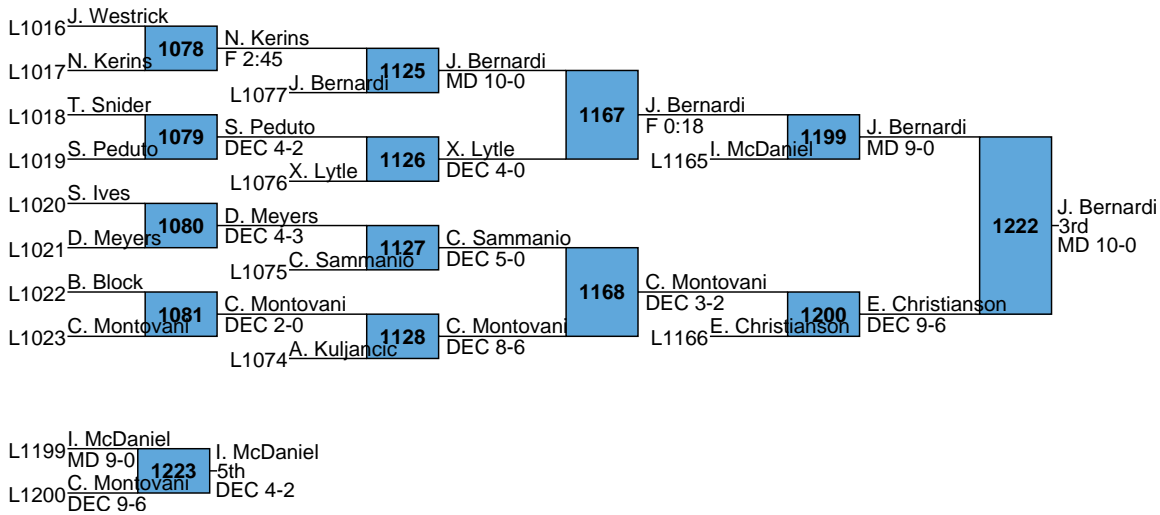 L1016 J. Westrick
1078
N. Kerins
F 2:45
L1017 N. Kerins
1125
J. Bernardi
MD 10-0
L1077 J. Bernardi
L1018 T. Snider
1167
J. Bernardi
F 0:18
1079
S. Peduto
DEC 4-2
L1019 S. Peduto
1126
X. Lytle
DEC 4-0
L1076 X. Lytle
1199
J. Bernardi
MD 9-0
L1165 I. McDaniel
L1020 S. Ives
1080
D. Meyers
DEC 4-3
L1021 D. Meyers
1127
C. Sammanio
DEC 5-0
L1075 C. Sammanio
1222
J. Bernardi
3rd
MD 10-0
L1022 B. Block
1168
C. Montovani
DEC 3-2
1081
C. Montovani
DEC 2-0
L1023 C. Montovani
1128
C. Montovani
DEC 8-6
L1074 A. Kuljancic
1200
E. Christianson
DEC 9-6
L1166 E. Christianson
L1199 I. McDaniel
MD 9-0
1223
I. McDaniel
5th
DEC 4-2
L1200 C. Montovani
DEC 9-6